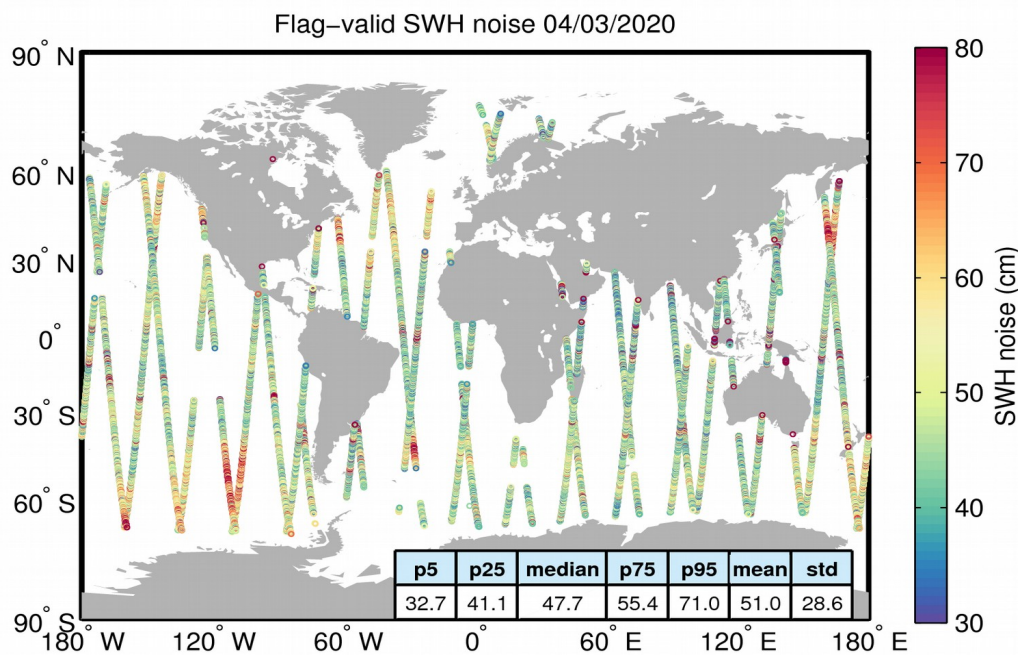 Flag−valid SWH noise 04/03/2020
90° N
60° N
30° N
0°
30° S
60° S
90° S
180° W
120° W
60° W
0°
60° E
120° E
180° E
p5 p25 median p75 p95 mean std
32.7 41.1 47.7 55.4 71.0 51.0 28.6
80
70
60
50
40
30
SWH noise (cm)